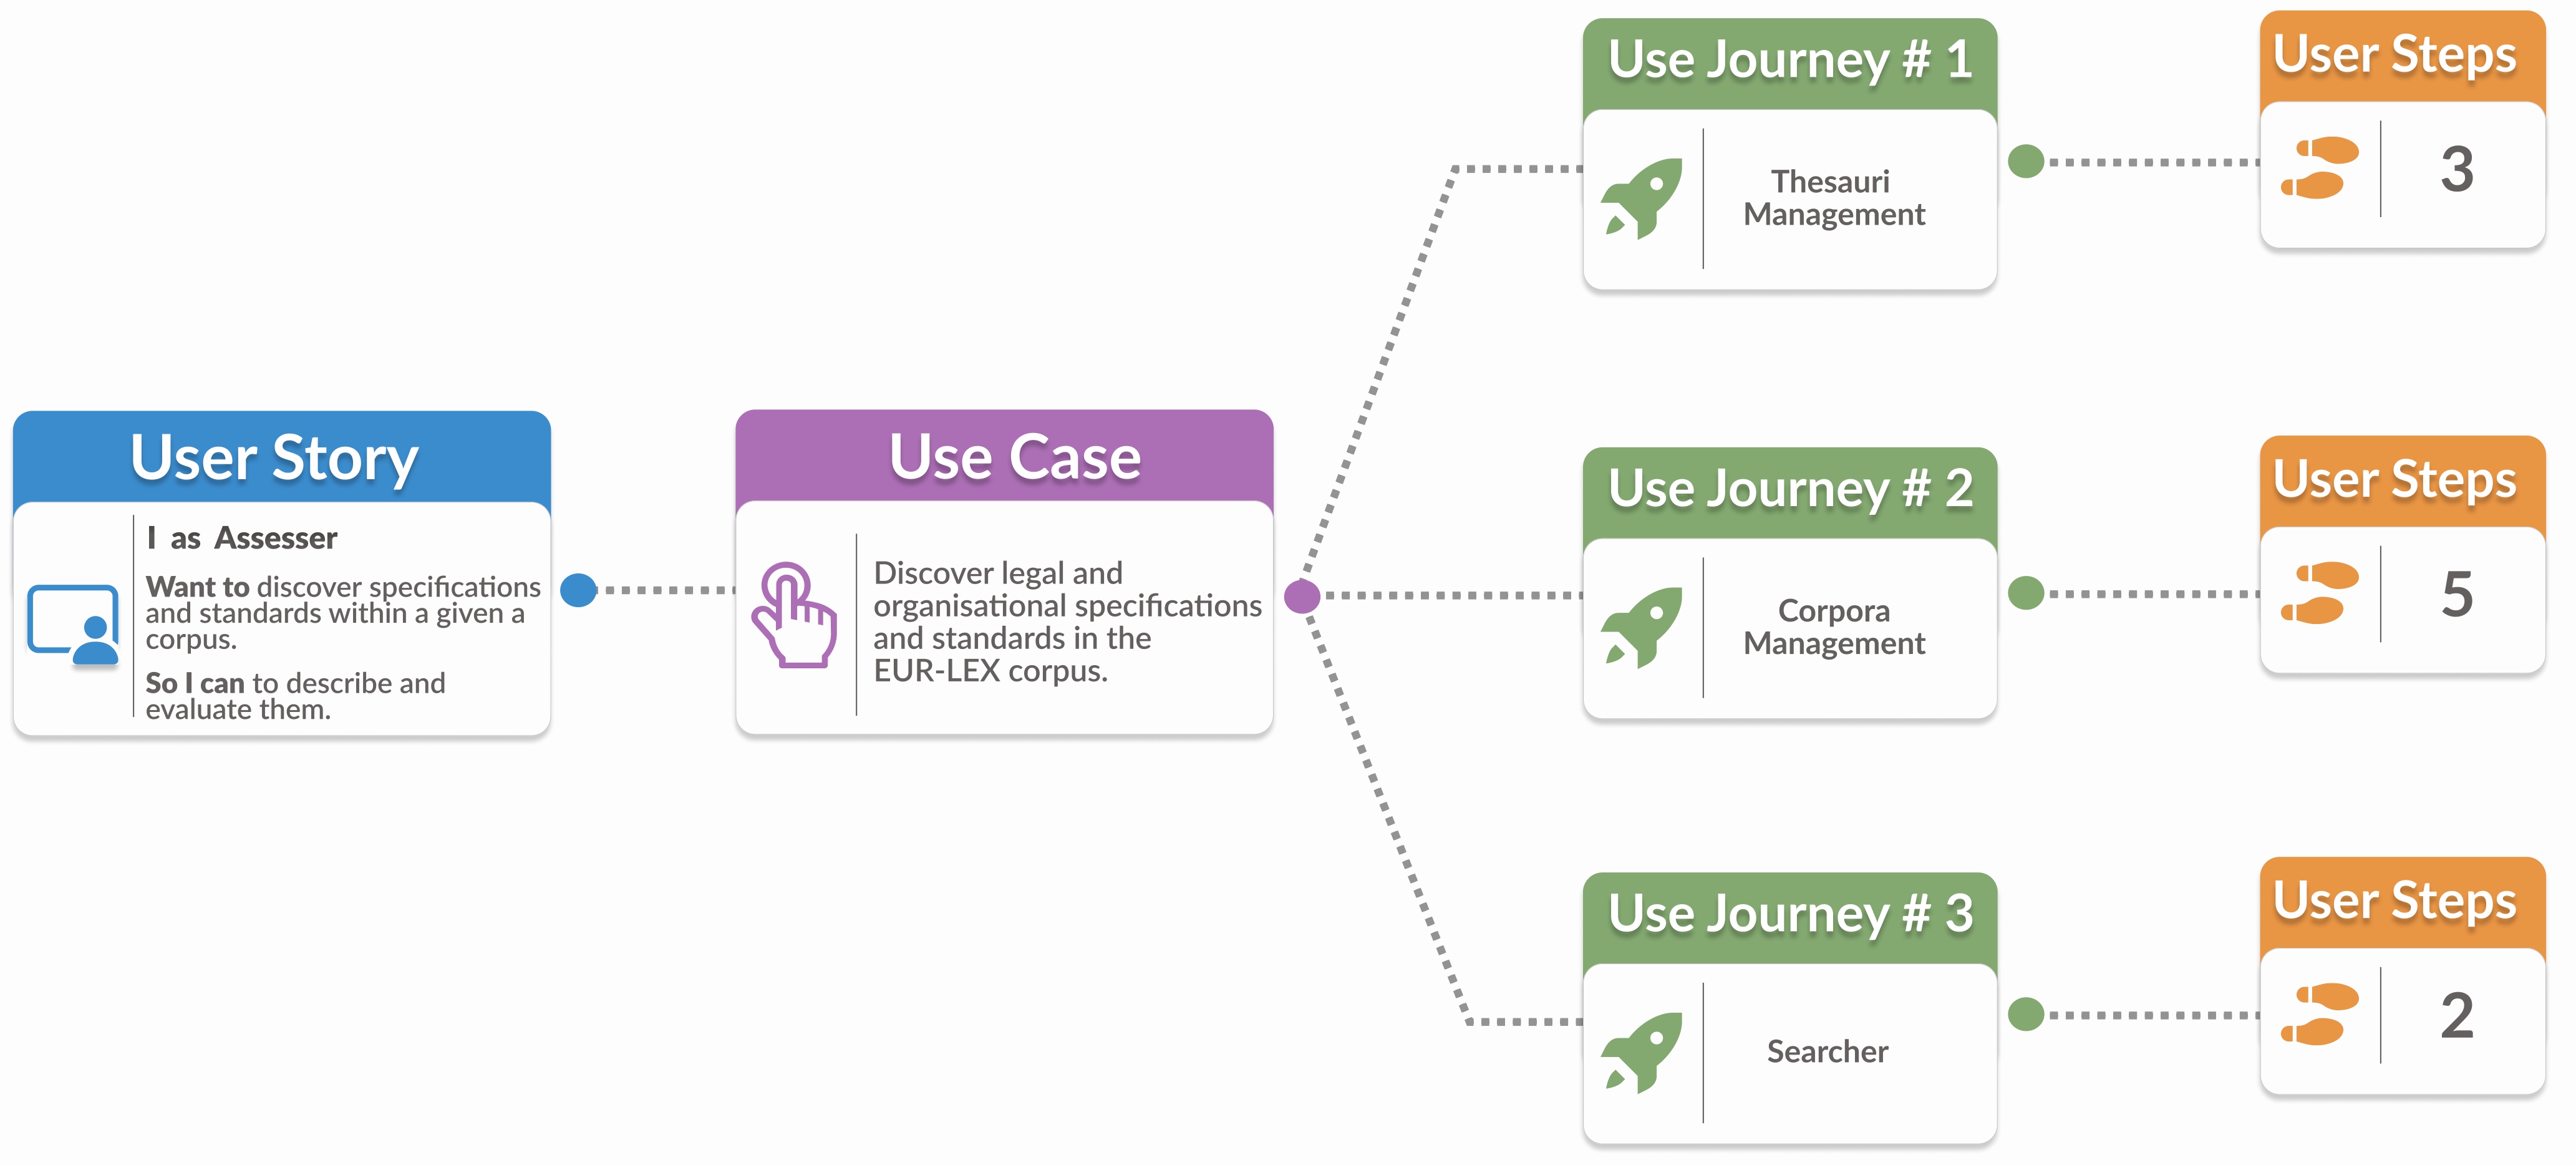 User Story
I as Assesser
Want to discover specifications
and standards within a given a
corpus.
So I can to describe and
evaluate them.
Use Case
Discover legal and
organisational specifications
and standards in the
EUR-LEX corpus.
Use Journey # 1
Thesauri
Management
User Steps
3
Use Journey # 2
Corpora
Management
User Steps
5
Use Journey # 3
Searcher
User Steps
2